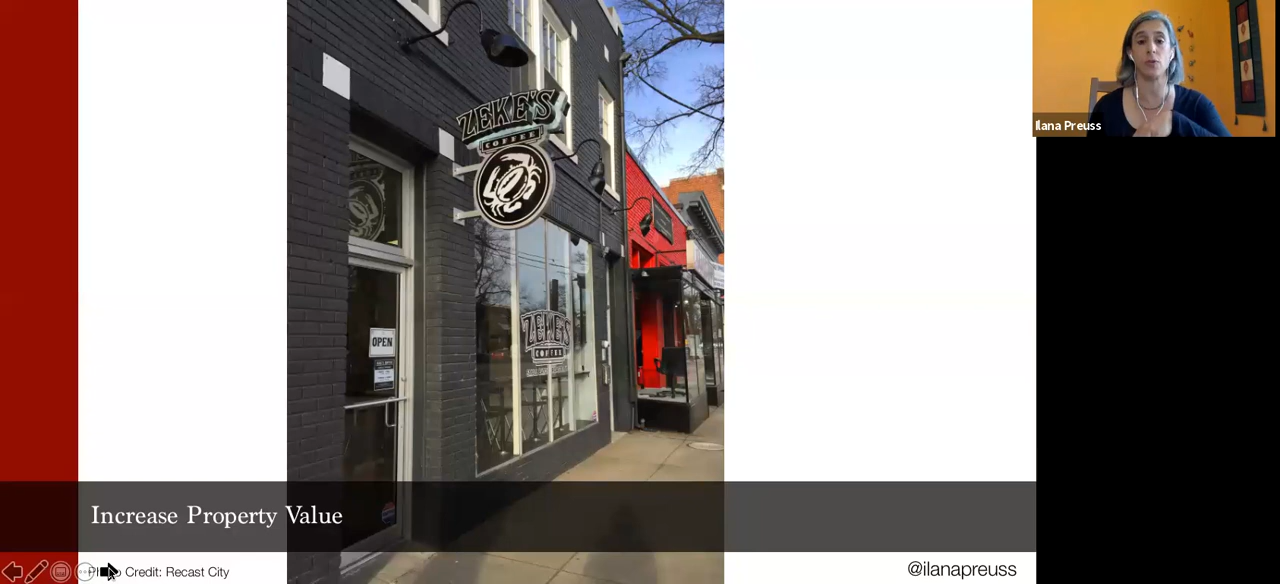 ZEKE'S
COFFEE
OPEN
ZEKE'S
COFFEE
Ilana Preuss
Increase Property Value
Credit: Recast City
@ilanapreuss